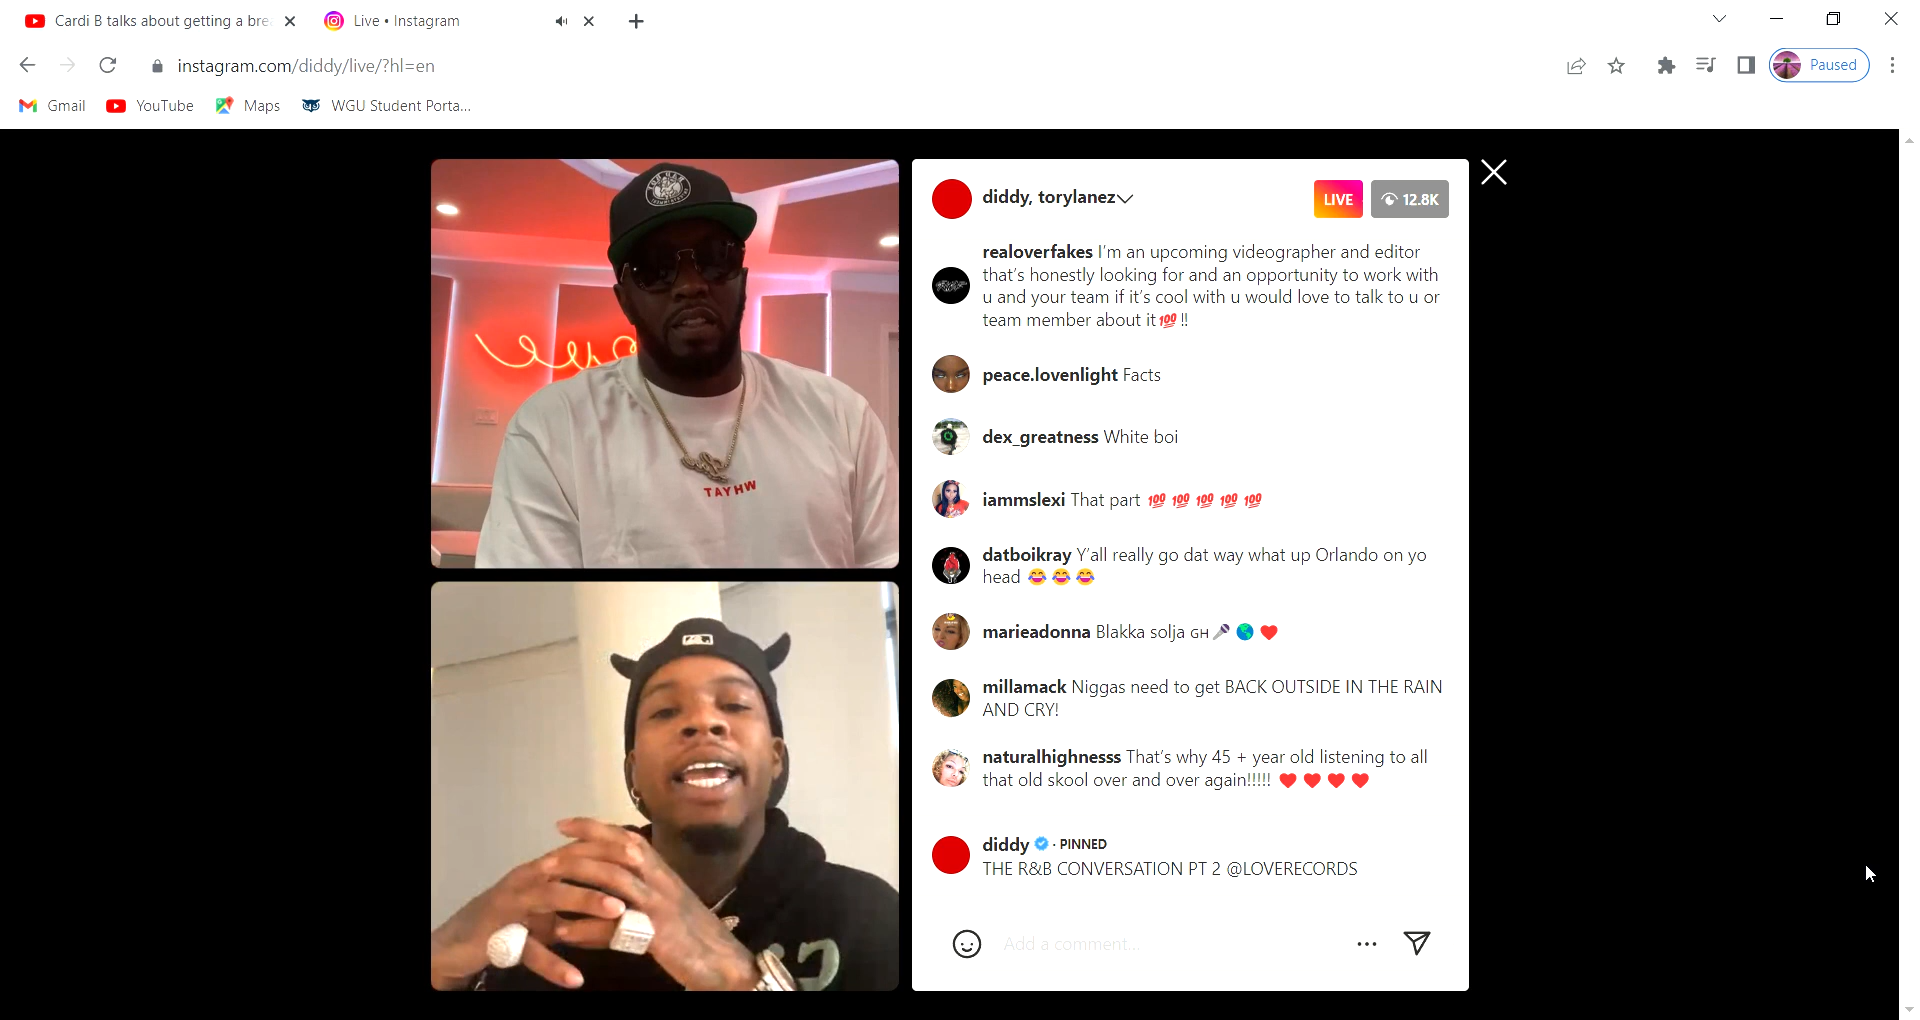 Cardi B talks about getting a bre
Live • Instagram
instagram.com/diddy/live/?hl=en
Paused
Gmail
YouTube
Maps
WGU Student Porta...
TAYHW
diddy, torylanez
LIVE
12.8K
realoverfakes I'm an upcoming videographer and editor
that's honestly looking for and an opportunity to work with
u and your team if it's cool with u would love to talk to u or
team member about it💯 ‼
peace.lovenlight Facts
dex_greatness White boi
iammslexi That part 💯 💯 💯 💯 💯
datboikray Y'all really go dat way what up Orlando on yo
head 😂 😂 😂
marieadonna Blakka solja GH🎤 🌎 ❤️
millamack Niggas need to get BACK OUTSIDE IN THE RAIN
AND CRY!
naturalhighnesss That's why 45 + year old listening to all
that old skool over and over again!!!!! ❤️ ❤️ ❤️ ❤️
diddy · PINNED
THE R&B CONVERSATION PT 2 @LOVERECORDS
Add a comment...